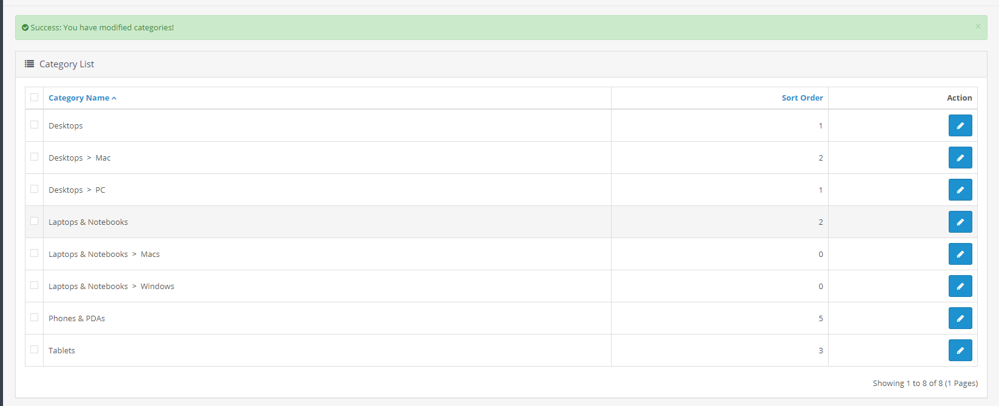 Success: You have modified categories!
×
Category List
Category Name Sort Order Action
Desktops 1
Desktops > Mac 2
Desktops > PC 1
Laptops & Notebooks 2
Laptops & Notebooks > Macs 0
Laptops & Notebooks > Windows 0
Phones & PDAs 5
Tablets 3
Showing 1 to 8 of 8 (1 Pages)